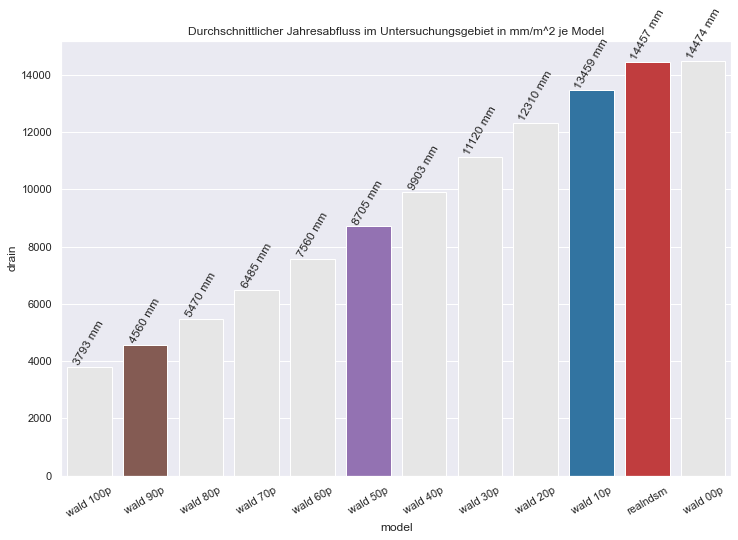 Durchschnittlicher Jahresabfluss im Untersuchungsgebiet in mm/m^2 je Model
14000
12000
10000
8000
6000
4000
2000
0
drain
3793 mm
4560 mm
5470 mm
6485 mm
7560 mm
8705 mm
9903 mm
11120 mm
12310 mm
13459 mm
14457 mm
14474 mm
wald 100p
wald 90p
wald 80p
wald 70p
wald 60p
wald 50p
wald 40p
wald 30p
wald 20p
wald 10p
realndsm
wald 00p
model